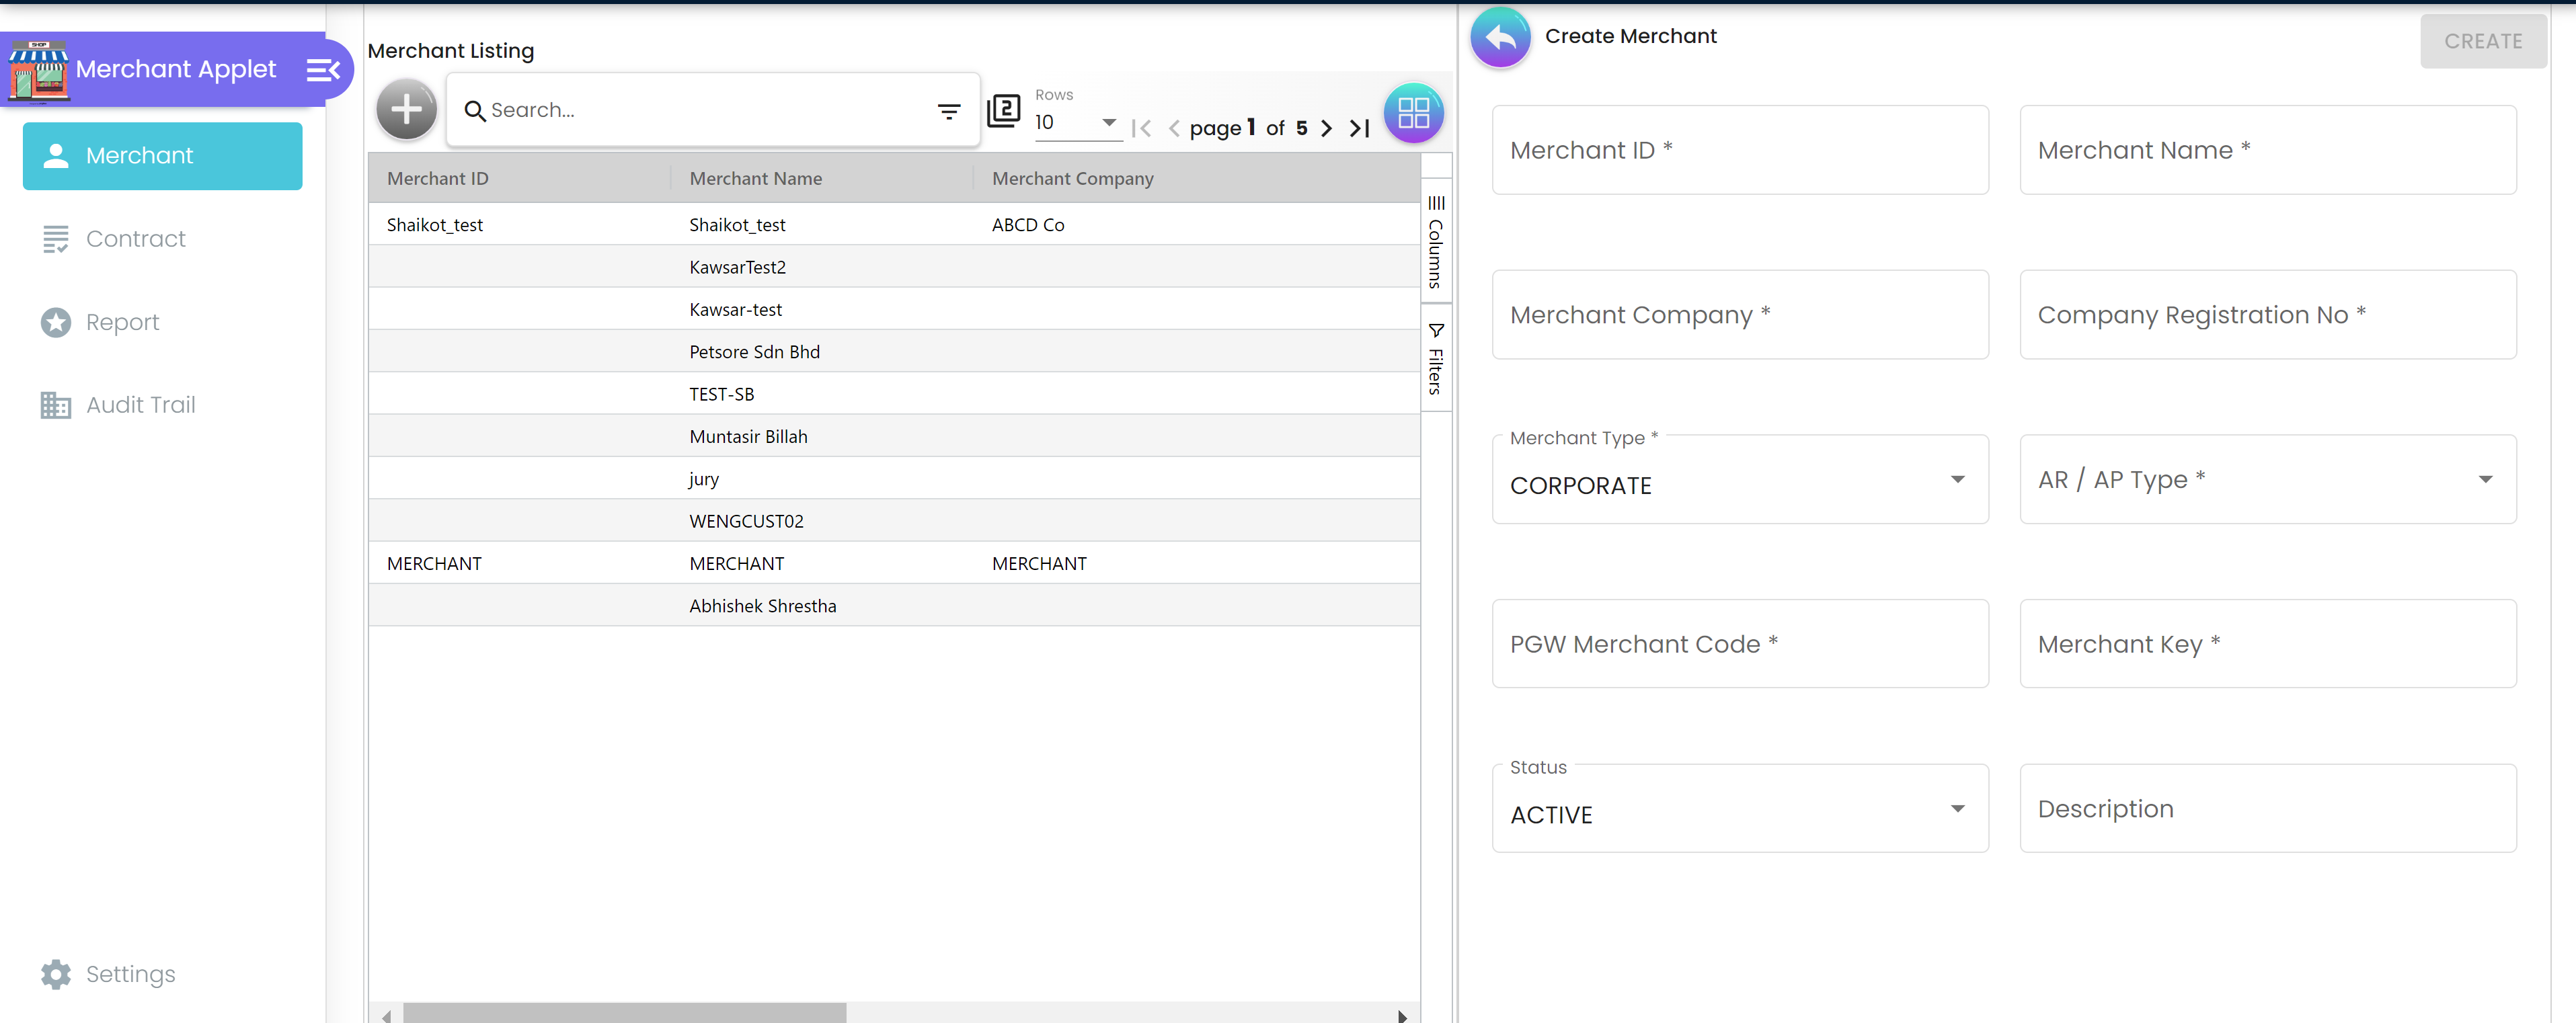 SHOP
Merchant Applet
Merchant
Contract
Report
Audit Trail
Settings
Merchant Listing
Search...
2
Rows
10
page 1 of 5
Merchant ID Merchant Name Merchant Company
Shaikot_test Shaikot_test ABCD Co
KawsarTest2
Kawsar-test
Petsore Sdn Bhd
TEST-SB
Muntasir Billah
jury
WENGCUST02
MERCHANT MERCHANT MERCHANT
Abhishek Shrestha
Columns
Filters
Create Merchant
CREATE
Merchant ID * Merchant Name *
Merchant Company * Company Registration No *
Merchant Type *
CORPORATE
AR / AP Type *
PGW Merchant Code * Merchant Key *
Status
ACTIVE
Description